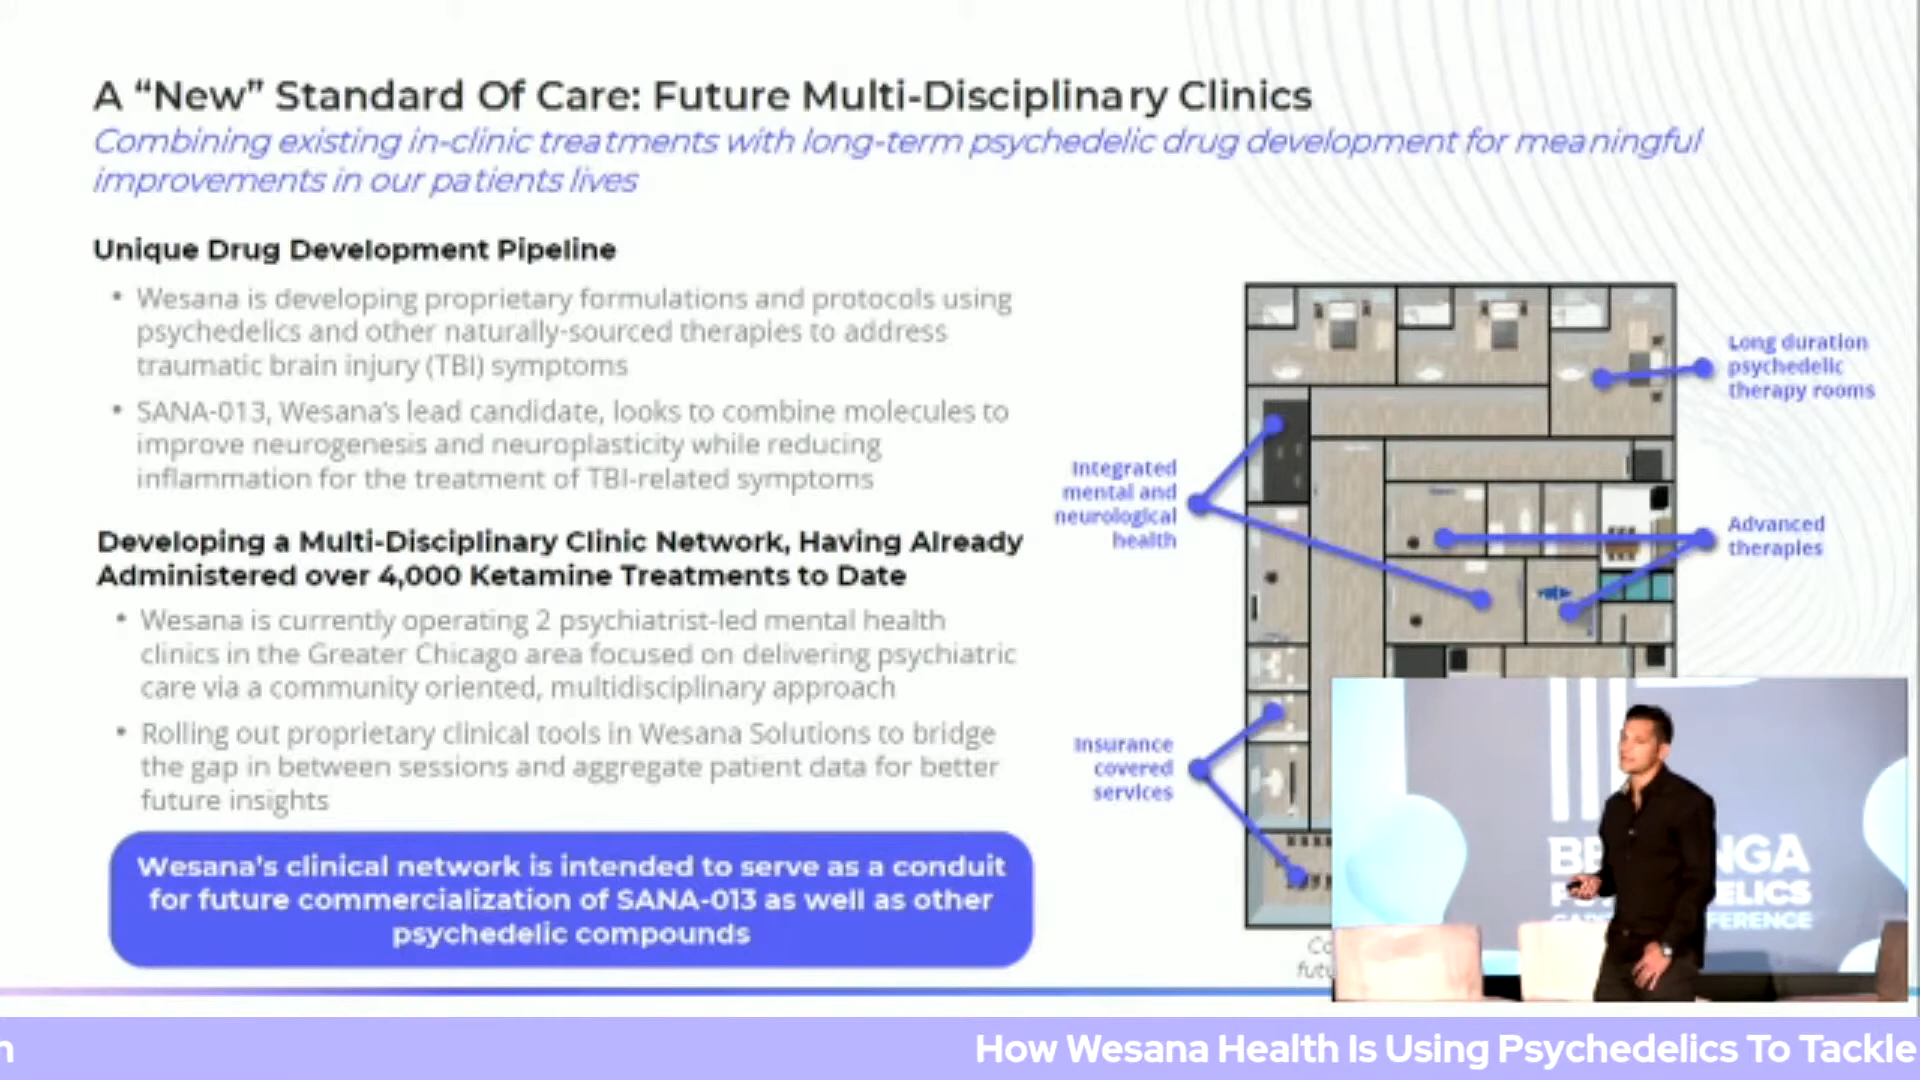 A “New” Standard Of Care: Future Multi-Disciplinary Clinics
Combining existing in-clinic treatments with long-term psychedelic drug development for meaningful
improvements in our patients lives
Unique Drug Development Pipeline
• Wesana is developing proprietary formulations and protocols using
psychedelics and other naturally-sourced therapies to address
traumatic brain injury (TBI) symptoms
• SANA-013, Wesana’s lead candidate, looks to combine molecules to
improve neurogenesis and neuroplasticity while reducing
inflammation for the treatment of TBI-related symptoms
Developing a Multi-Disciplinary Clinic Network, Having Already
Administered over 4,000 Ketamine Treatments to Date
• Wesana is currently operating 2 psychiatrist-led mental health
clinics in the Greater Chicago area focused on delivering psychiatric
care via a community oriented, multidisciplinary approach
• Rolling out proprietary clinical tools in Wesana Solutions to bridge
the gap in between sessions and aggregate patient data for better
future insights
Wesana’s clinical network is intended to serve as a conduit
for future commercialization of SANA-013 as well as other
psychedelic compounds
Long duration
psychedelic
therapy rooms
Integrated
mental and
neurological
health
Advanced
therapies
Insurance
covered
services
How Wesana Health Is Using Psychedelics To Tackle